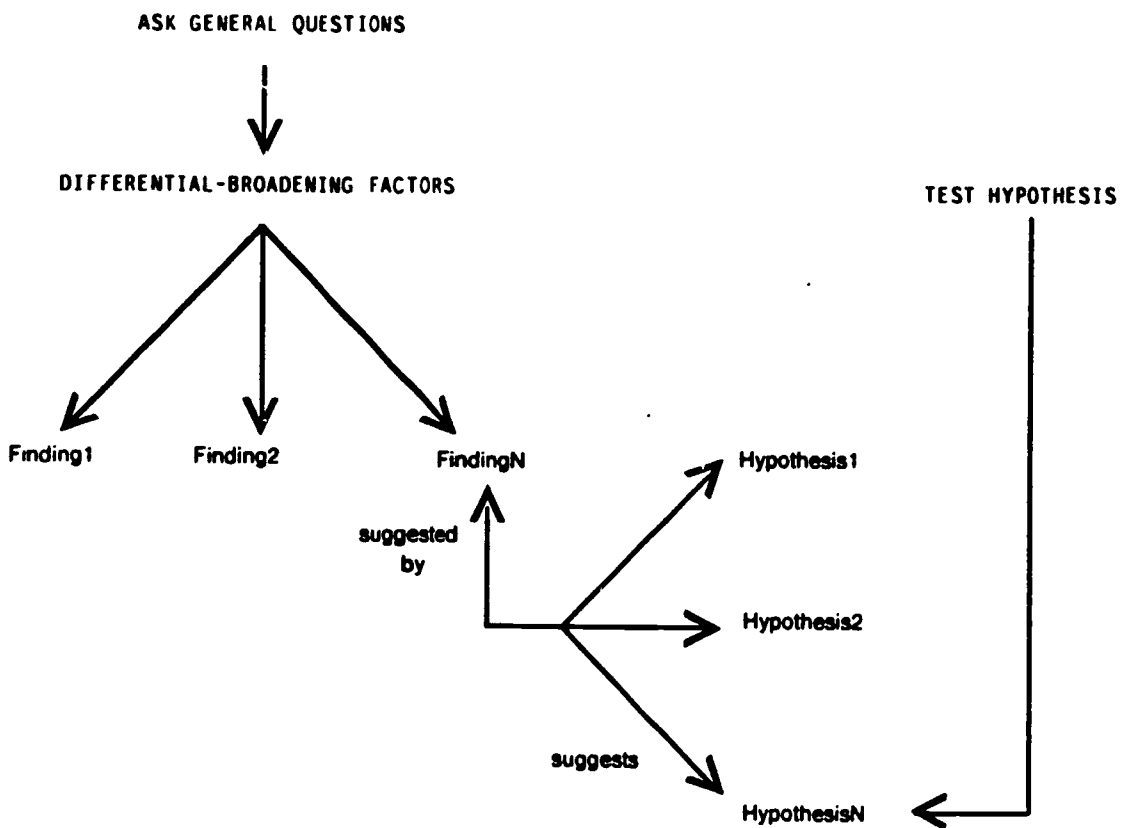 ASK GENERAL QUESTIONS
DIFFERENTIAL-BROADENING FACTORS
TEST HYPOTHESIS
Finding1
Finding2
FindingN
Hypothesis1
suggested
by
Hypothesis2
suggests
HypothesisN